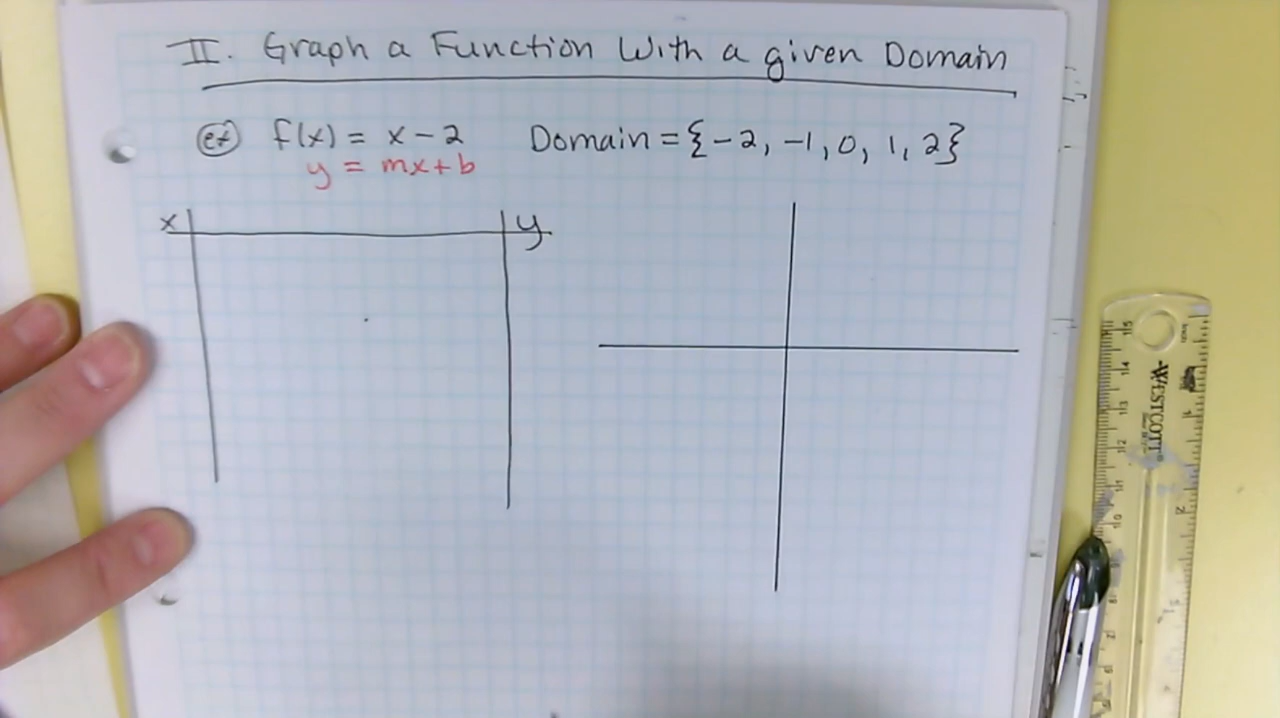 II. Graph a Function With a given Domain
ex f(x) = x - 2 Domain = {-2, -1, 0, 1, 2}
y = mx + b
x y
WESTCOTT